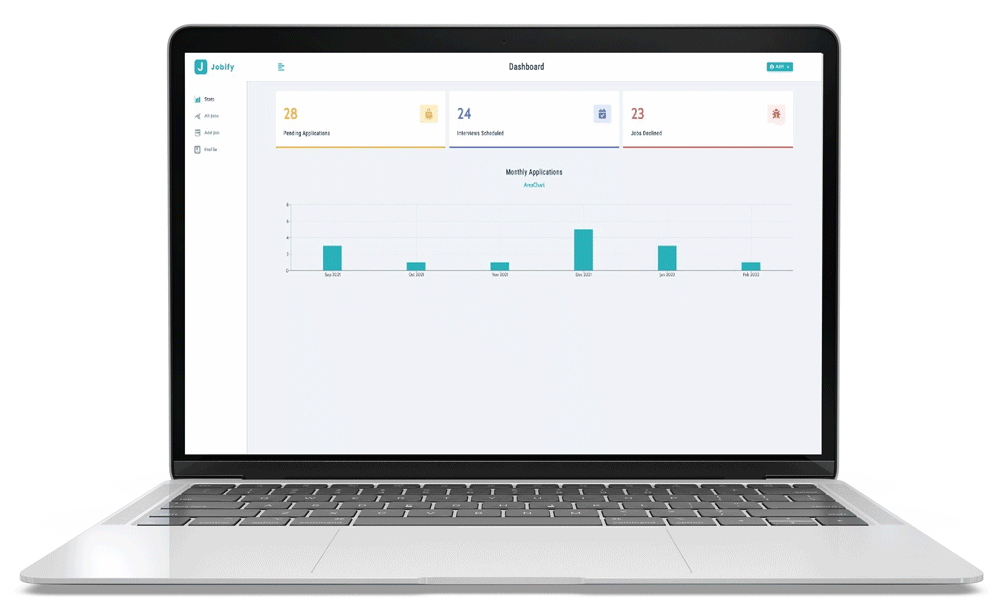 J Jobify
Dashboard
Stats
All Jobs
Add Job
Profile
28
Pending Applications
24
Interviews Scheduled
23
Jobs Declined
Monthly Applications
AreaChart
8
6
4
2
0
Sep 2021
Oct 2021
Nov 2021
Dec 2021
Jan 2022
Feb 2022